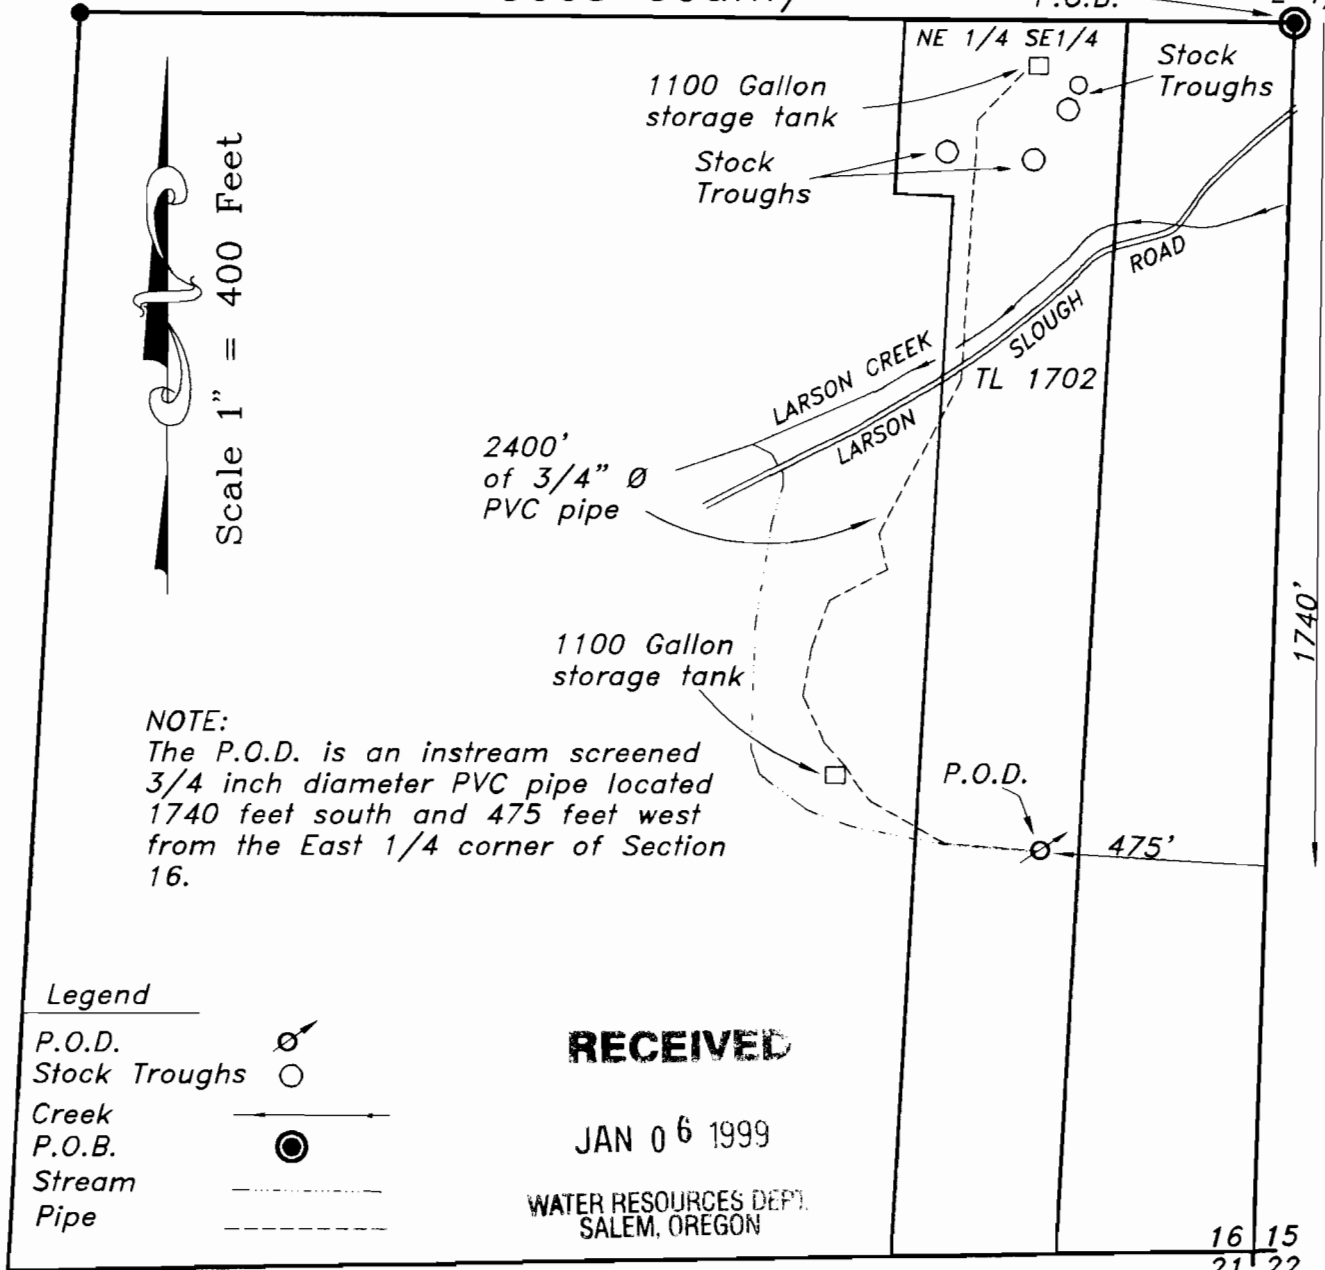 P.O.B.
NE 1/4 SE1/4
Stock
Troughs
1100 Gallon
storage tank
Stock
Troughs
Scale 1" = 400 Feet
ROAD
SLOUGH
LARSON CREEK
TL 1702
LARSON
2400'
of 3/4" Ø
PVC pipe
1740'
1100 Gallon
storage tank
NOTE:
The P.O.D. is an instream screened
3/4 inch diameter PVC pipe located
1740 feet south and 475 feet west
from the East 1/4 corner of Section
16.
P.O.D.
475'
Legend
P.O.D.
Stock Troughs
Creek
P.O.B.
Stream
Pipe
RECEIVED
JAN 06 1999
WATER RESOURCES DEPT.
SALEM, OREGON
16 15
21 22